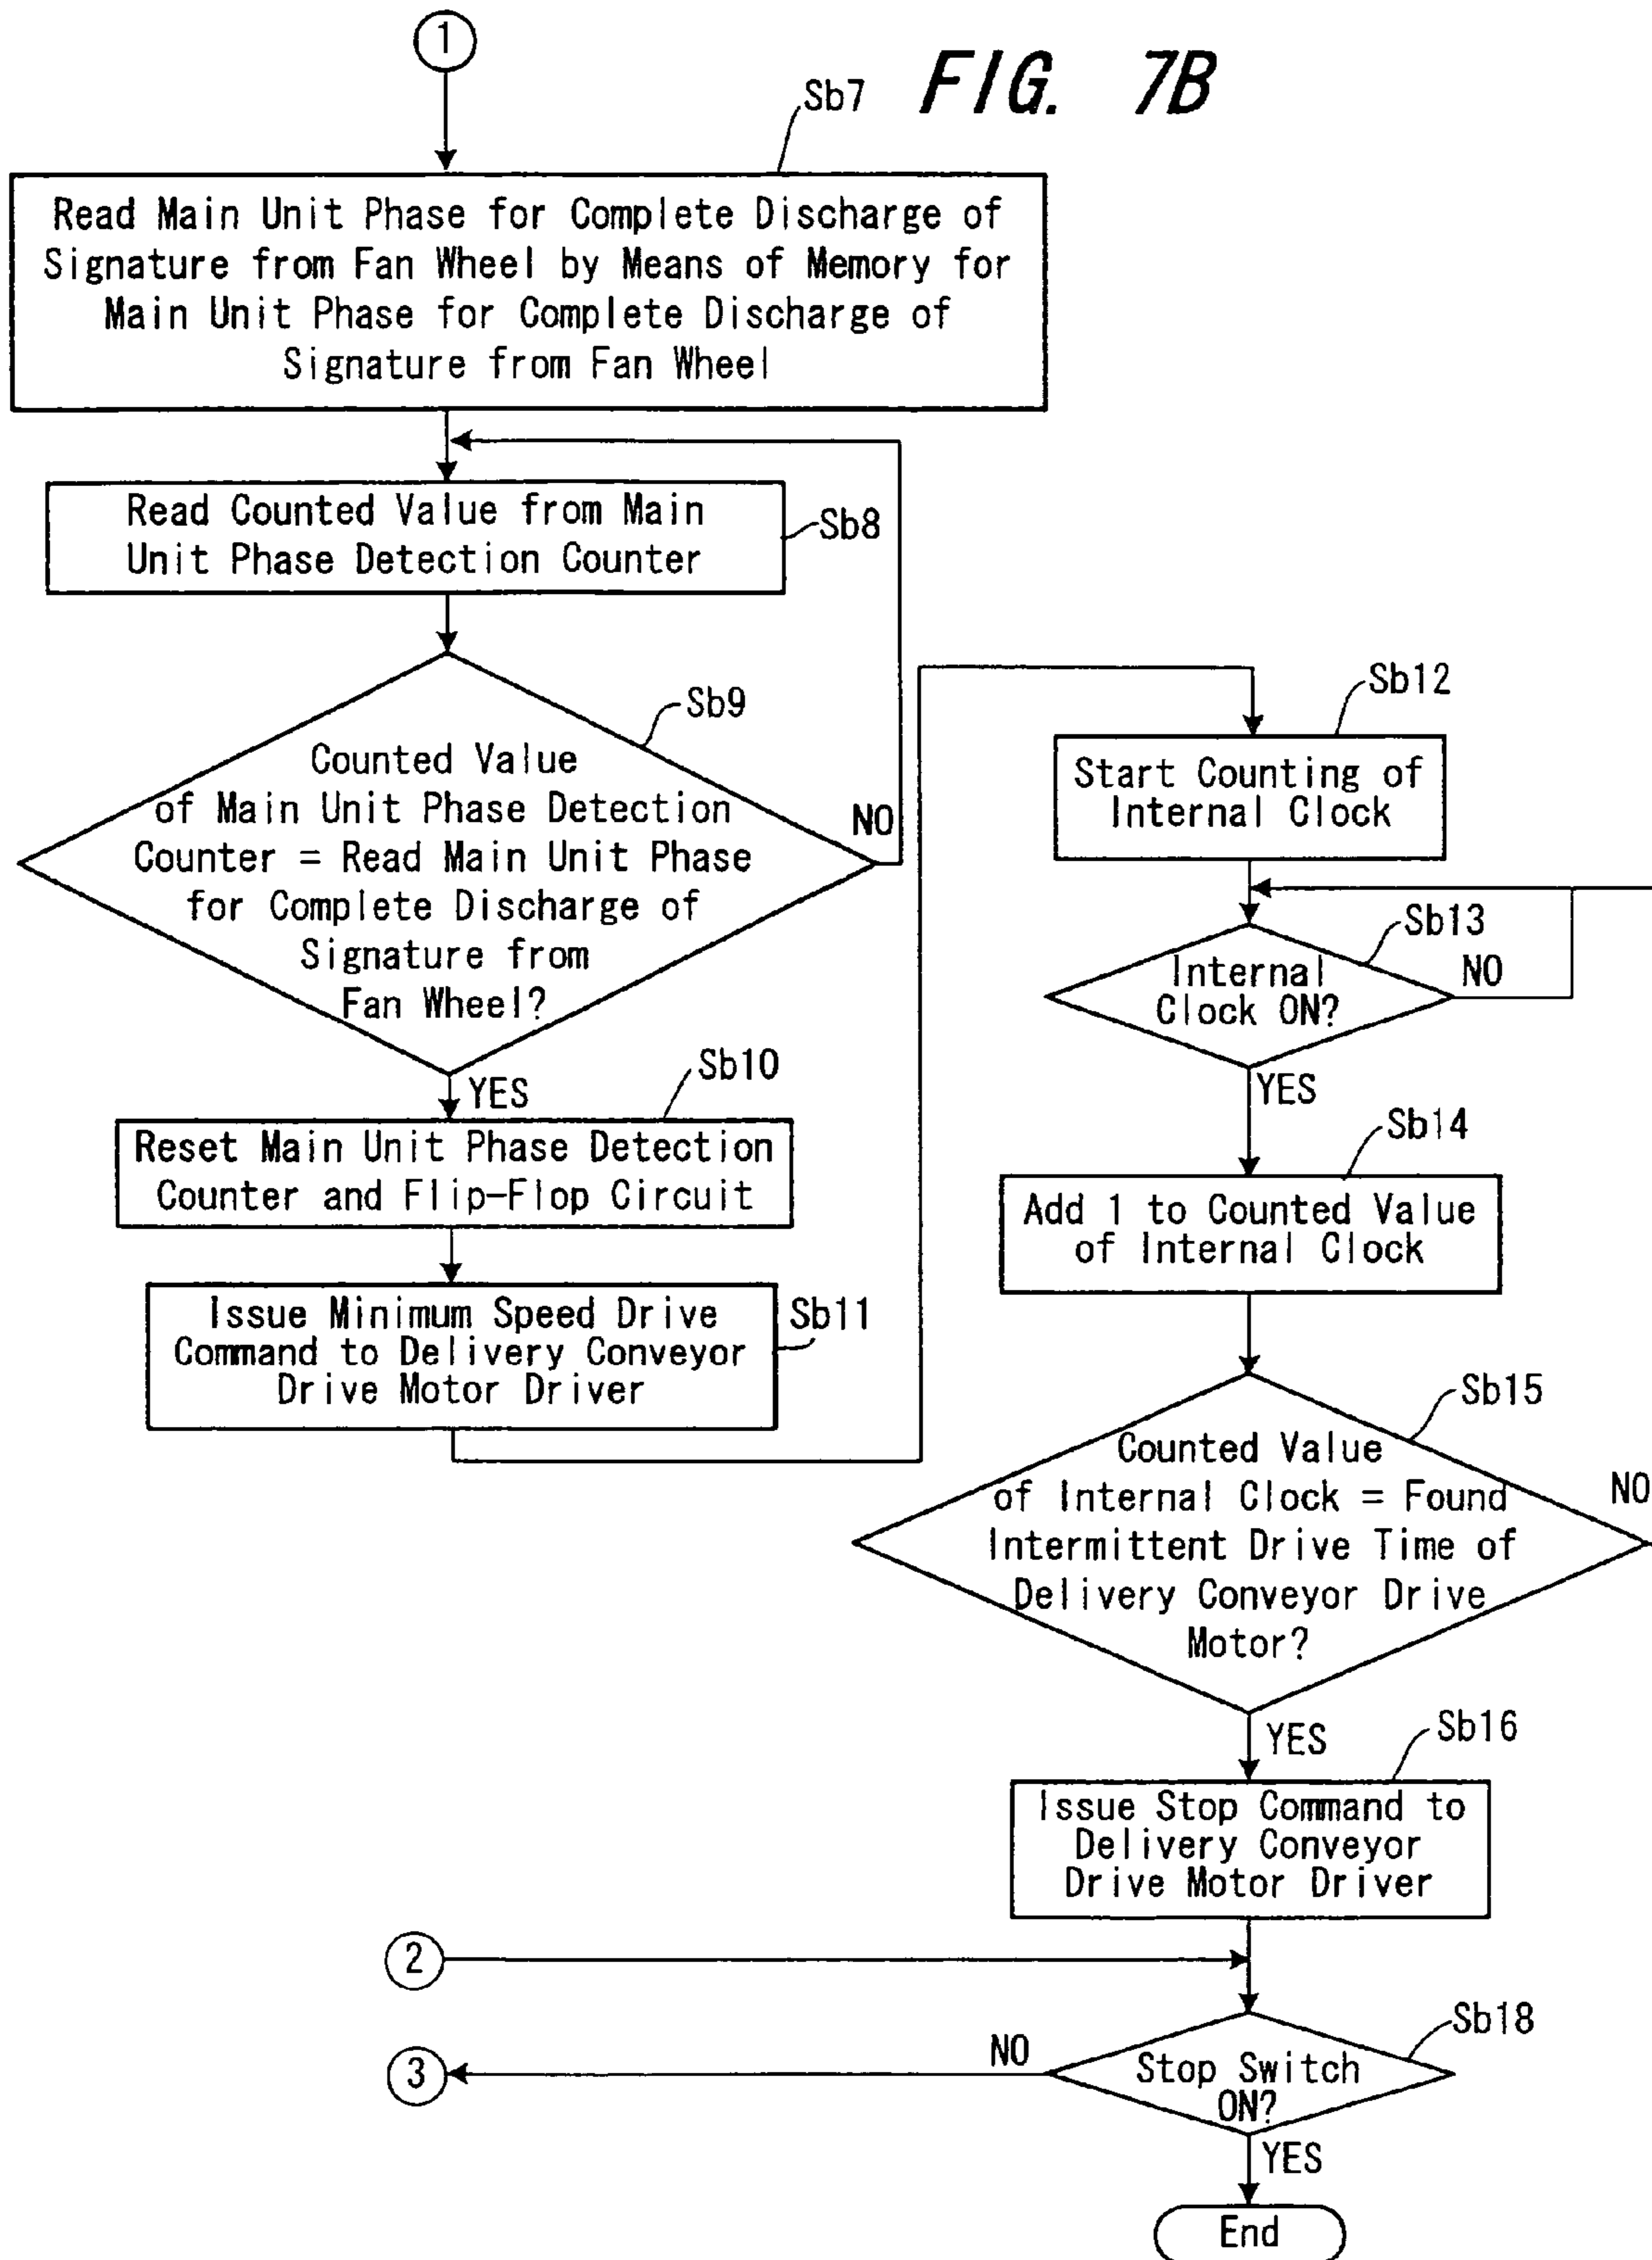 1
FIG. 7B
Sb7
Read Main Unit Phase for Complete Discharge of
Signature from Fan Wheel by Means of Memory for
Main Unit Phase for Complete Discharge of
Signature from Fan Wheel
Read Counted Value from Main
Unit Phase Detection Counter
Sb8
Sb9
Counted Value
of Main Unit Phase Detection
Counter = Read Main Unit Phase
for Complete Discharge of
Signature from
Fan Wheel?
NO
YES
Sb10
Reset Main Unit Phase Detection
Counter and Flip-Flop Circuit
Issue Minimum Speed Drive
Command to Delivery Conveyor
Drive Motor Driver
Sb11
Sb12
Start Counting of
Internal Clock
Sb13
Internal
Clock ON?
NO
YES
Sb14
Add 1 to Counted Value
of Internal Clock
Sb15
Counted Value
of Internal Clock = Found
Intermittent Drive Time of
Delivery Conveyor Drive
Motor?
NO
YES
Sb16
Issue Stop Command to
Delivery Conveyor
Drive Motor Driver
2
Sb18
Stop Switch
ON?
NO
3
YES
End